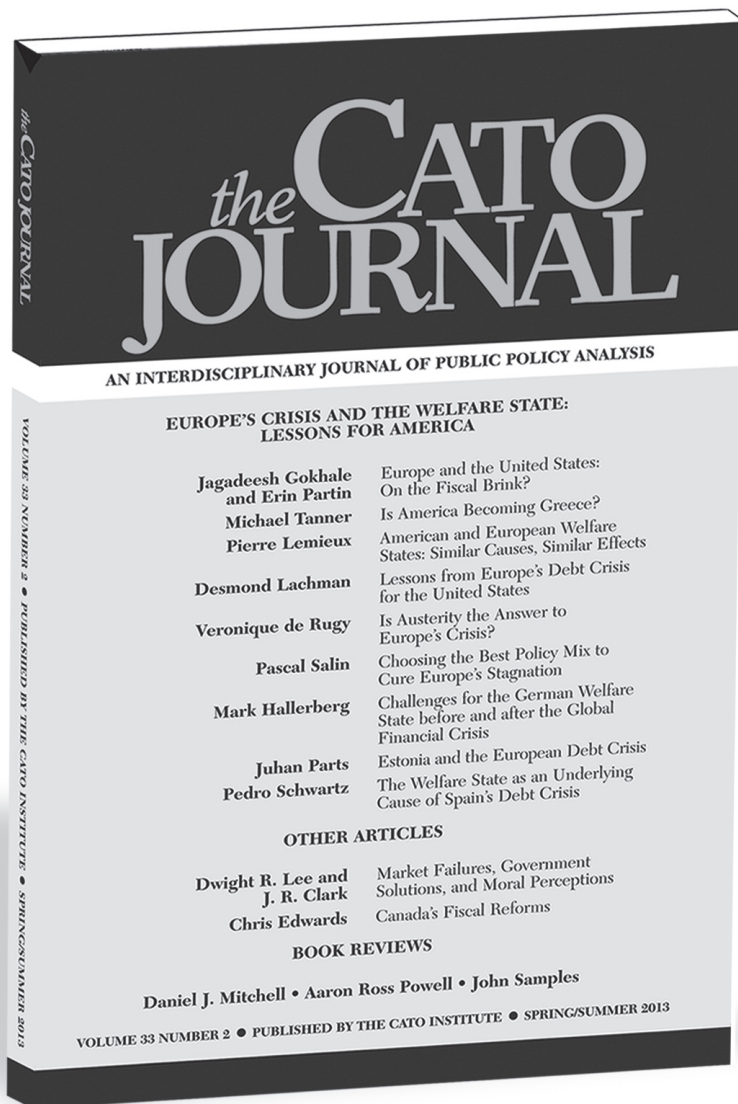 the CATO
JOURNAL
AN INTERDISCIPLINARY JOURNAL OF PUBLIC POLICY ANALYSIS
EUROPE'S CRISIS AND THE WELFARE STATE:
LESSONS FOR AMERICA
Jagadeesh Gokhale
and Erin Partin
Europe and the United States:
On the Fiscal Brink?
Michael Tanner
Is America Becoming Greece?
Pierre Lemieux
American and European Welfare
States: Similar Causes, Similar Effects
Desmond Lachman
Lessons from Europe's Debt Crisis
for the United States
Veronique de Rugy
Is Austerity the Answer to
Europe's Crisis?
Pascal Salin
Choosing the Best Policy Mix to
Cure Europe's Stagnation
Mark Hallerberg
Challenges for the German Welfare
State before and after the Global
Financial Crisis
Juhan Parts
Estonia and the European Debt Crisis
Pedro Schwartz
The Welfare State as an Underlying
Cause of Spain's Debt Crisis
OTHER ARTICLES
Dwight R. Lee and
J. R. Clark
Market Failures, Government
Solutions, and Moral Perceptions
Chris Edwards
Canada's Fiscal Reforms
BOOK REVIEWS
Daniel J. Mitchell • Aaron Ross Powell • John Samples
VOLUME 33 NUMBER 2 ● PUBLISHED BY THE CATO INSTITUTE ● SPRING/SUMMER 2013
the CATO JOURNAL
VOLUME 33 NUMBER 2 ● PUBLISHED BY THE CATO INSTITUTE ● SPRING/SUMMER 2013